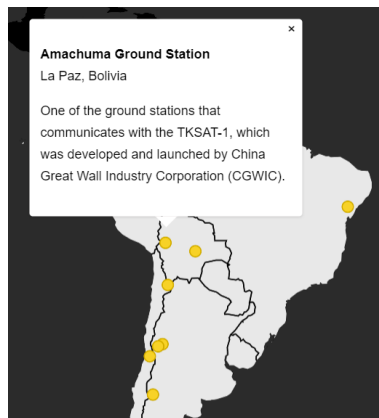 ×
Amachuma Ground Station
La Paz, Bolivia
One of the ground stations that
communicates with the TKSAT-1, which
was developed and launched by China
Great Wall Industry Corporation (CGWIC).